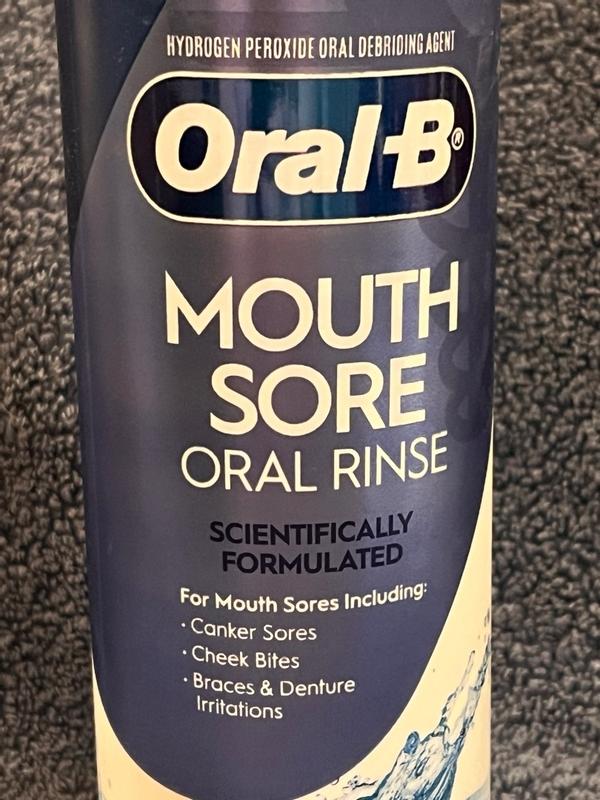 HYDROGEN PEROXIDE ORAL DEBRIDING AGENT
Oral-B®
MOUTH
SORE
ORAL RINSE
SCIENTIFICALLY
FORMULATED
For Mouth Sores Including:
• Canker Sores
• Cheek Bites
• Braces & Denture
Irritations